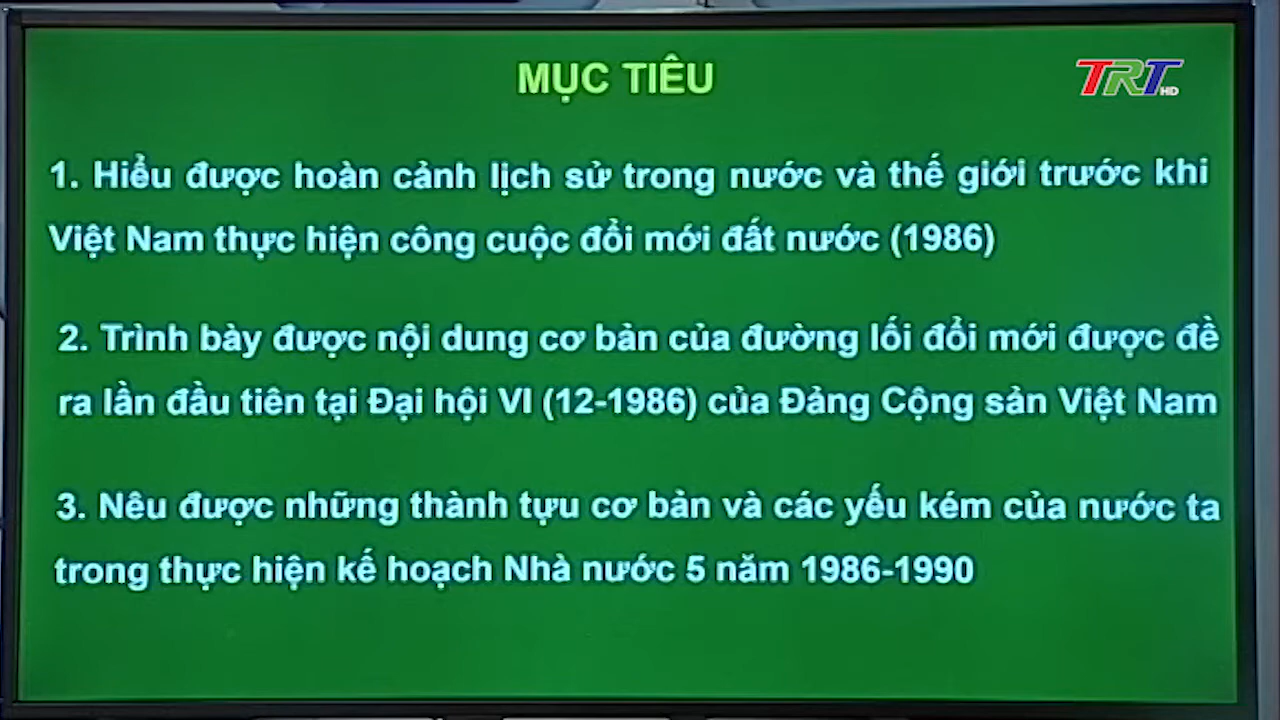 MỤC TIÊU
TRT HD
1. Hiểu được hoàn cảnh lịch sử trong nước và thế giới trước khi
Việt Nam thực hiện công cuộc đổi mới đất nước (1986)
2. Trình bày được nội dung cơ bản của đường lối đổi mới được đề
ra lần đầu tiên tại Đại hội VI (12-1986) của Đảng Cộng sản Việt Nam
3. Nêu được những thành tựu cơ bản và các yếu kém của nước ta
trong thực hiện kế hoạch Nhà nước 5 năm 1986-1990